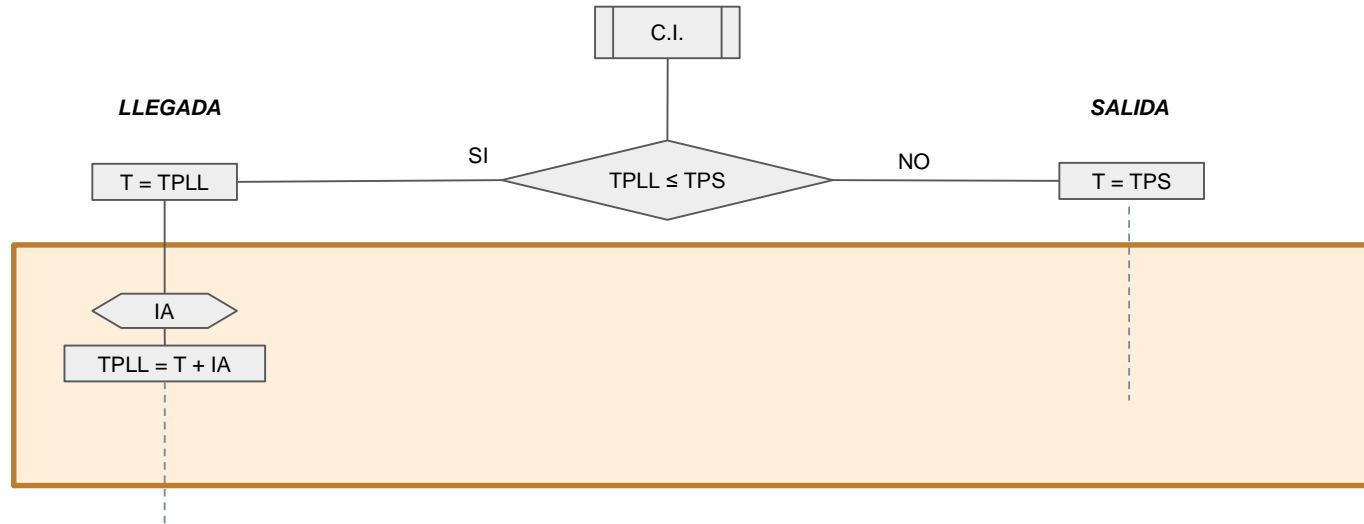 C.I.
LLEGADA
SALIDA
SI
NO
T = TPLL
TPLL ≤ TPS
T = TPS
IA
TPLL = T + IA